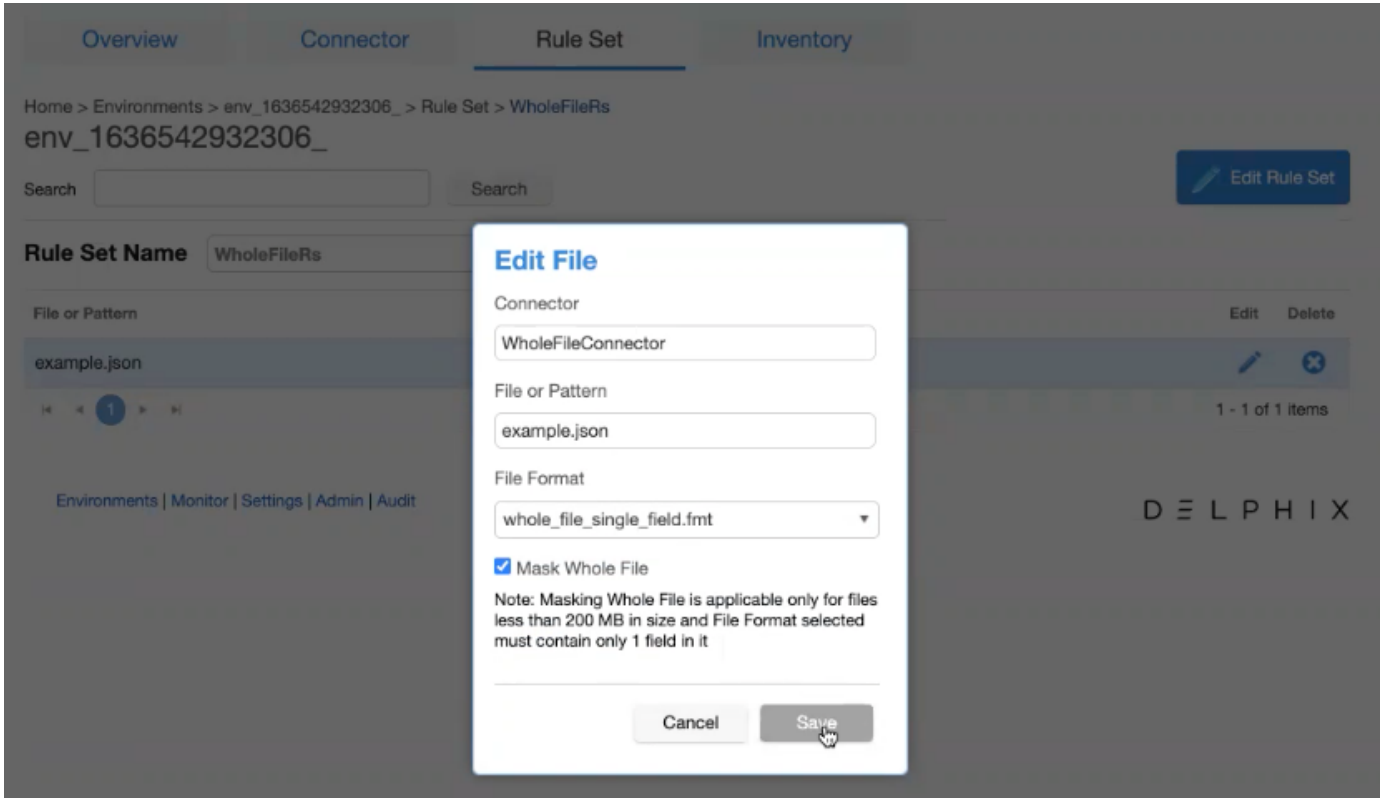 Overview Connector Rule Set Inventory
Home > Environments > env_1636542932306_ > Rule Set > WholeFileRs
env_1636542932306_
Search Search
Edit Rule Set
Rule Set Name WholeFileRs
File or Pattern Edit Delete
example.json
1
1 - 1 of 1 items
Environments | Monitor | Settings | Admin | Audit
DELPHIX
Edit File
Connector
WholeFileConnector
File or Pattern
example.json
File Format
whole_file_single_field.fmt
Mask Whole File
Note: Masking Whole File is applicable only for files
less than 200 MB in size and File Format selected
must contain only 1 field in it
Cancel Save